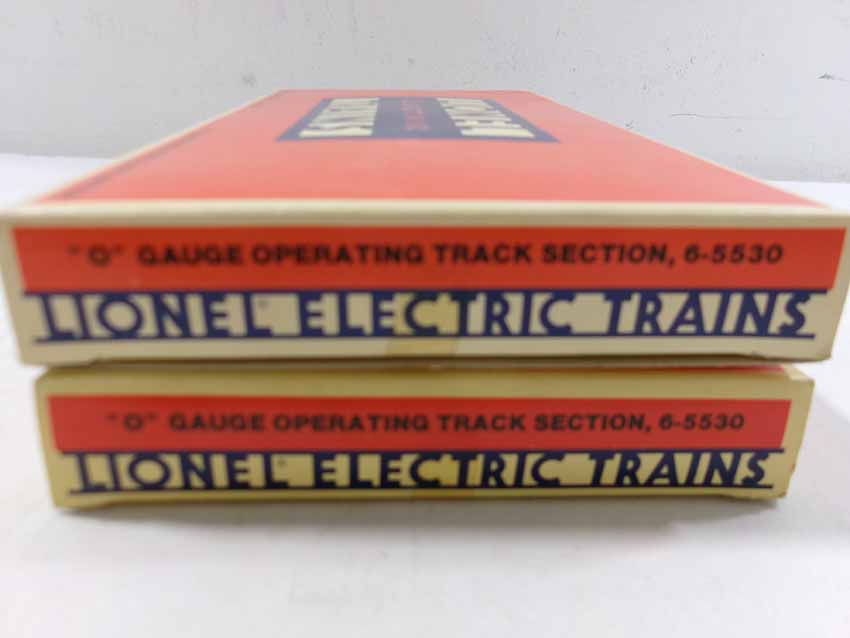 "O" GAUGE OPERATING TRACK SECTION, 6-5530
LIONEL® ELECTRIC TRAINS
"O" GAUGE OPERATING TRACK SECTION, 6-5530
LIONEL® ELECTRIC TRAINS